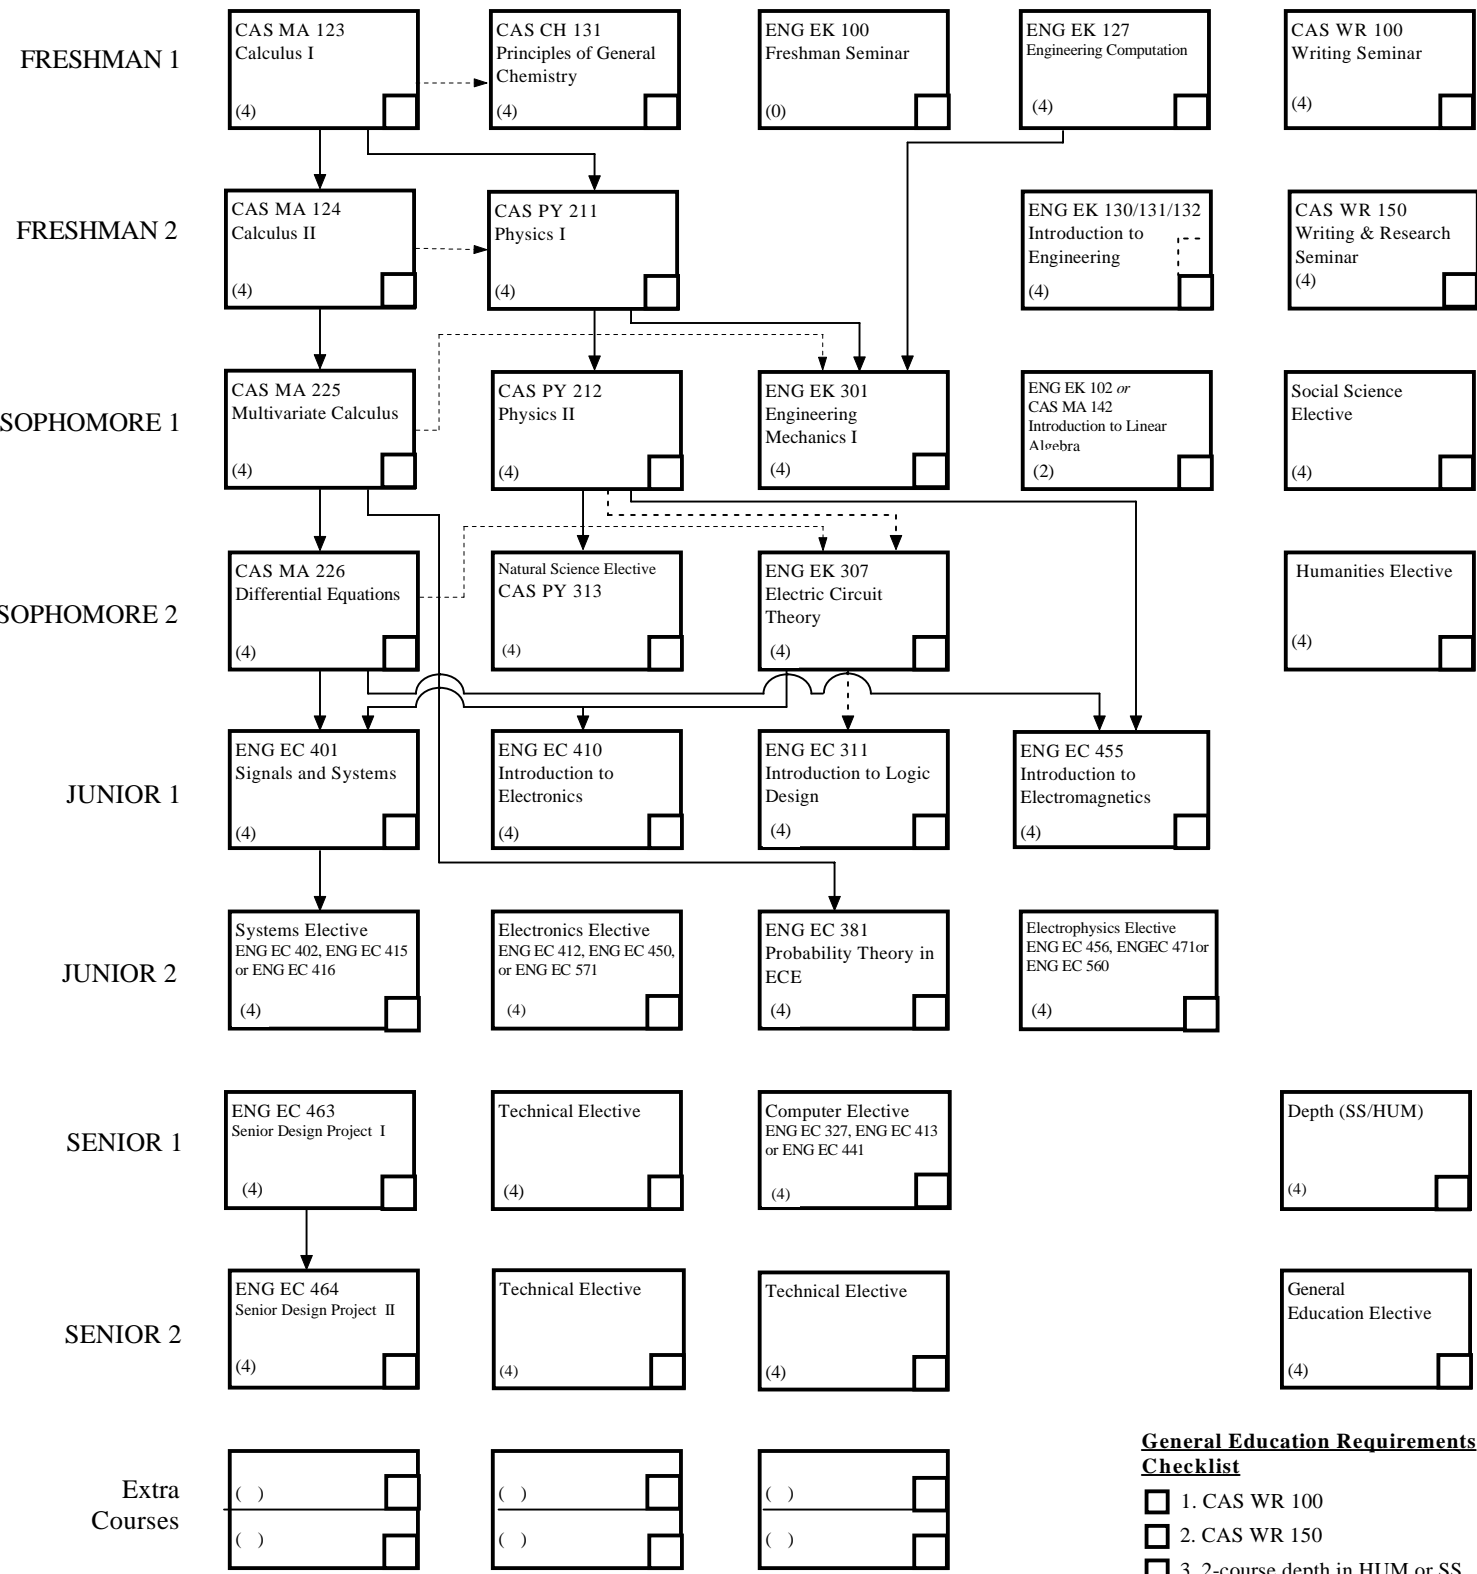 FRESHMAN 1
CAS MA 123
Calculus I
(4)
CAS CH 131
Principles of General
Chemistry
(4)
ENG EK 100
Freshman Seminar
(0)
ENG EK 127
Engineering Computation
(4)
CAS WR 100
Writing Seminar
(4)
FRESHMAN 2
CAS MA 124
Calculus II
(4)
CAS PY 211
Physics I
(4)
ENG EK 130/131/132
Introduction to
Engineering
(4)
CAS WR 150
Writing & Research
Seminar
(4)
SOPHOMORE 1
CAS MA 225
Multivariate Calculus
(4)
CAS PY 212
Physics II
(4)
ENG EK 301
Engineering
Mechanics I
(4)
ENG EK 102 or
CAS MA 142
Introduction to Linear
Algebra
(2)
Social Science
Elective
(4)
SOPHOMORE 2
CAS MA 226
Differential Equations
(4)
Natural Science Elective
CAS PY 313
(4)
ENG EK 307
Electric Circuit
Theory
(4)
Humanities Elective
(4)
JUNIOR 1
ENG EC 401
Signals and Systems
(4)
ENG EC 410
Introduction to
Electronics
(4)
ENG EC 311
Introduction to Logic
Design
(4)
ENG EC 455
Introduction to
Electromagnetics
(4)
JUNIOR 2
Systems Elective
ENG EC 402, ENG EC 415
or ENG EC 416
(4)
Electronics Elective
ENG EC 412, ENG EC 450,
or ENG EC 571
(4)
ENG EC 381
Probability Theory in
ECE
(4)
Electrophysics Elective
ENG EC 456, ENGEC 471or
ENG EC 560
(4)
SENIOR 1
ENG EC 463
Senior Design Project I
(4)
Technical Elective
(4)
Computer Elective
ENG EC 327, ENG EC 413
or ENG EC 441
(4)
Depth (SS/HUM)
(4)
SENIOR 2
ENG EC 464
Senior Design Project II
(4)
Technical Elective
(4)
Technical Elective
(4)
General
Education Elective
(4)
Extra
Courses
( )
( )
( )
( )
( )
( )
General Education Requirements
Checklist
1. CAS WR 100
2. CAS WR 150
3. 2-course depth in HUM or SS